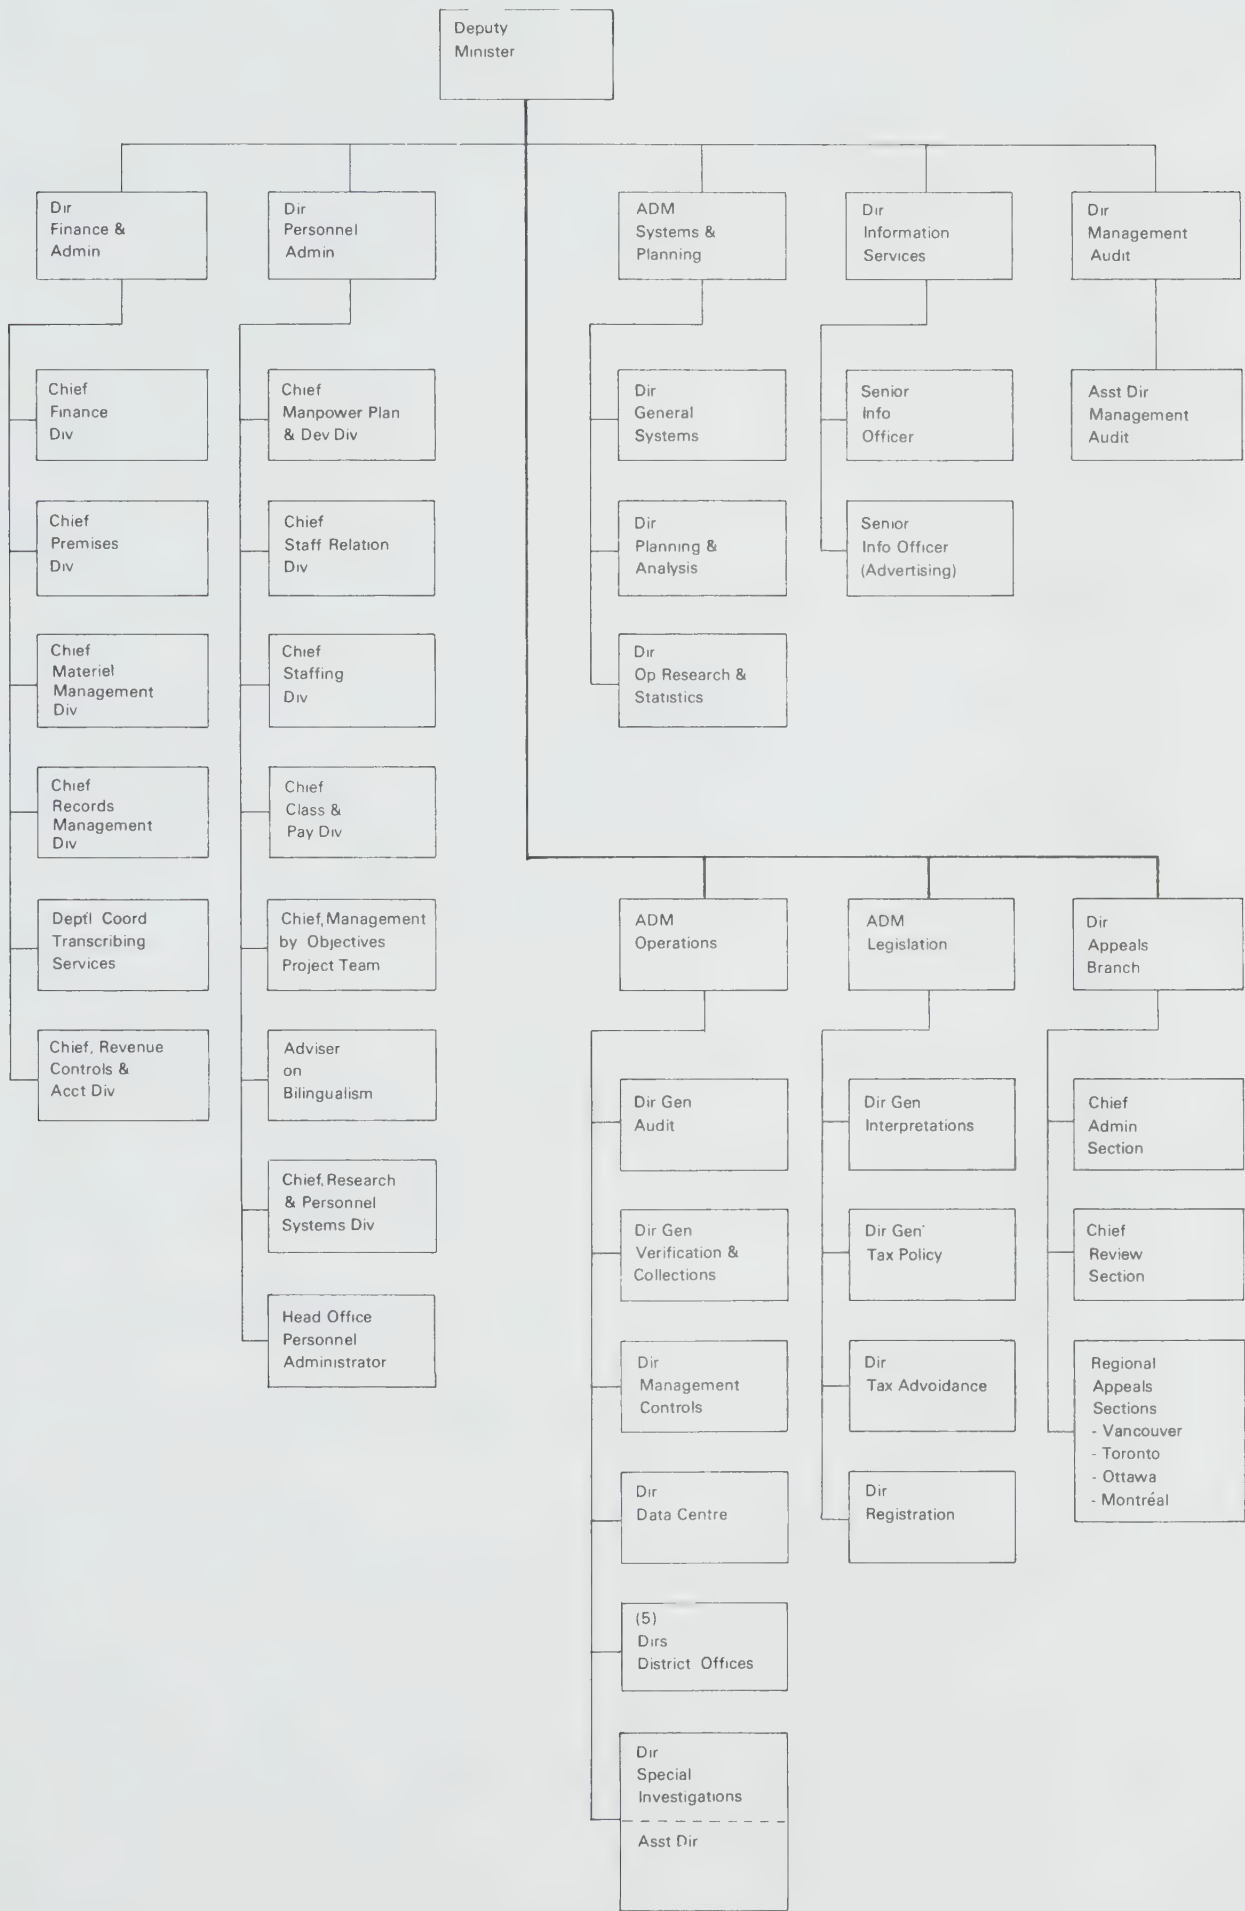 Deputy
Minister
Dir
Finance &
Admin
Dir
Personnel
Admin
ADM
Systems &
Planning
Dir
Information
Services
Dir
Management
Audit
Chief
Finance
Div
Chief
Premises
Div
Chief
Materiel
Management
Div
Chief
Records
Management
Div
Dept'l Coord
Transcribing
Services
Chief, Revenue
Controls &
Acct Div
Chief
Manpower Plan
& Dev Div
Chief
Staff Relation
Div
Chief
Staffing
Div
Chief
Class &
Pay Div
Chief, Management
by Objectives
Project Team
Adviser
on
Bilingualism
Chief, Research
& Personnel
Systems Div
Head Office
Personnel
Administrator
Dir
General
Systems
Dir
Planning &
Analysis
Dir
Op Research &
Statistics
Senior
Info
Officer
Senior
Info Officer
(Advertising)
Asst Dir
Management
Audit
ADM
Operations
ADM
Legislation
Dir
Appeals
Branch
Dir Gen
Audit
Dir Gen
Verification &
Collections
Dir
Management
Controls
Dir
Data Centre
(5)
Dirs
District Offices
Dir
Special
Investigations
Asst Dir
Dir Gen
Interpretations
Dir Gen
Tax Policy
Dir
Tax Advoidance
Dir
Registration
Chief
Admin
Section
Chief
Review
Section
Regional
Appeals
Sections
- Vancouver
- Toronto
- Ottawa
- Montréal